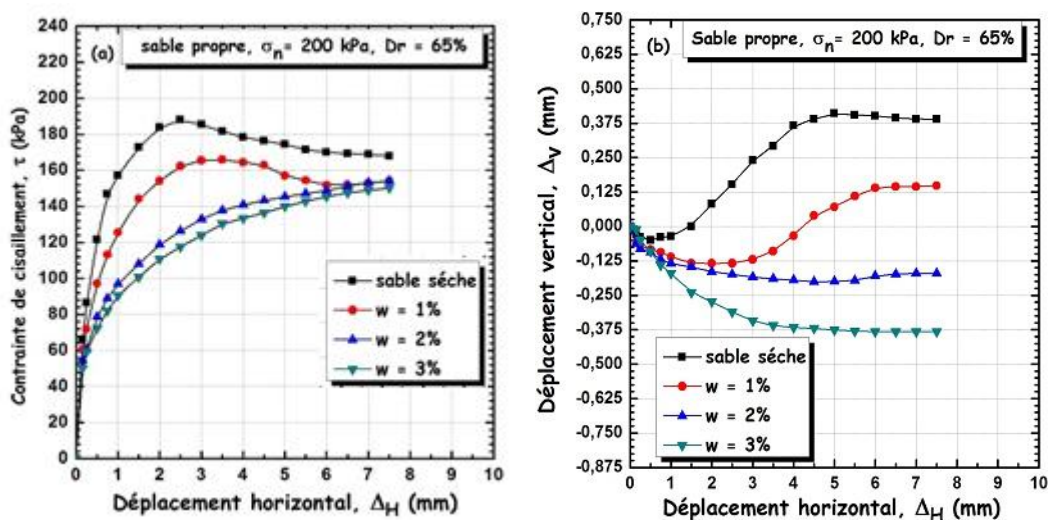 (a)
sable propre, σn= 200 kPa, Dr = 65%
Contrainte de cisaillement, τ (kPa)
240
220
200
180
160
140
120
100
80
60
40
20
0
0 1 2 3 4 5 6 7 8 9 10
Déplacement horizontal, ΔH (mm)
sable séche
w = 1%
w = 2%
w = 3%
(b)
Sable propre, σn= 200 kPa, Dr = 65%
Déplacement vertical, ΔV (mm)
0,750
0,625
0,500
0,375
0,250
0,125
0,000
-0,125
-0,250
-0,375
-0,500
-0,625
-0,750
-0,875
0 1 2 3 4 5 6 7 8 9 10
Déplacement horizontal, ΔH (mm)
sable séche
w = 1%
w = 2%
w = 3%